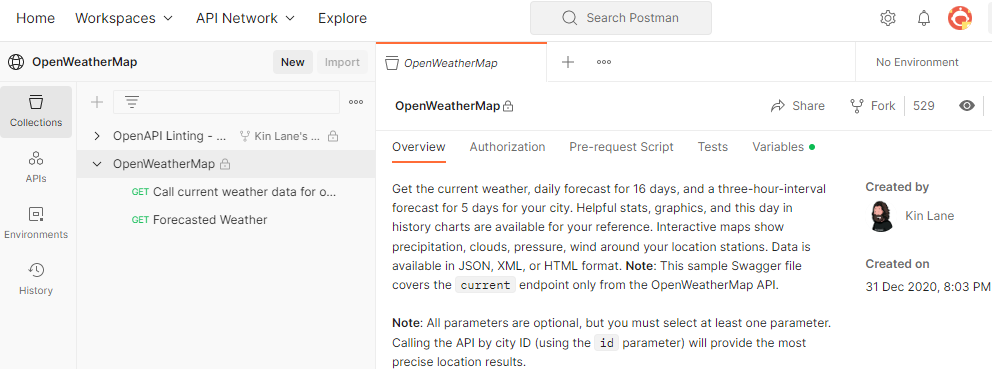 Home Workspaces API Network Explore Search Postman
OpenWeatherMap New Import
OpenWeatherMap
No Environment
Collections
APIs
Environments
History
OpenAPI Linting - ... Kin Lane's ...
OpenWeatherMap
GET Call current weather data for o...
GET Forecasted Weather
OpenWeatherMap Share Fork 529
Overview Authorization Pre-request Script Tests Variables
Get the current weather, daily forecast for 16 days, and a three-hour-interval
forecast for 5 days for your city. Helpful stats, graphics, and this day in
history charts are available for your reference. Interactive maps show
precipitation, clouds, pressure, wind around your location stations. Data is
available in JSON, XML, or HTML format. Note: This sample Swagger file
covers the current endpoint only from the OpenWeatherMap API.
Note: All parameters are optional, but you must select at least one parameter.
Calling the API by city ID (using the id parameter) will provide the most
precise location results.
Created by
Kin Lane
Created on
31 Dec 2020, 8:03 PM